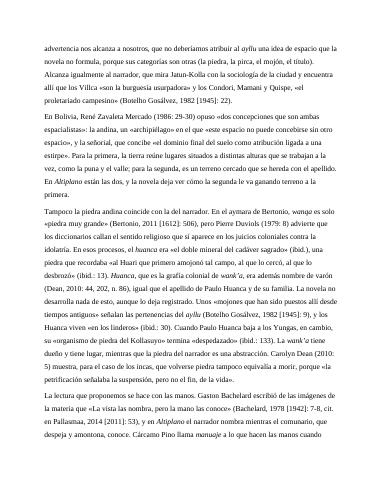 advertencia nos alcanza a nosotros, que no deberíamos atribuir al ayllu una idea de espacio que la
novela no formula, porque sus categorías son otras (la piedra, la pirca, el mojón, el título).
Alcanza igualmente al narrador, que mira Jatun-Kolla con la sociología de la ciudad y encuentra
allí que los Villca «son la burguesía usurpadora» y los Condori, Mamani y Quispe, «el
proletariado campesino» (Botelho Gosálvez, 1982 [1945]: 22).
En Bolivia, René Zavaleta Mercado (1986: 29-30) opuso «dos concepciones que son ambas
espacialistas»: la andina, un «archipiélago» en el que «este espacio no puede concebirse sin otro
espacio», y la señorial, que concibe «el dominio final del suelo como atribución ligada a una
estirpe». Para la primera, la tierra reúne lugares situados a distintas alturas que se trabajan a la
vez, como la puna y el valle; para la segunda, es un terreno cercado que se hereda con el apellido.
En Altiplano están las dos, y la novela deja ver cómo la segunda le va ganando terreno a la
primera.
Tampoco la piedra andina coincide con la del narrador. En el aymara de Bertonio, wanqa es solo
«piedra muy grande» (Bertonio, 2011 [1612]: 506), pero Pierre Duviols (1979: 8) advierte que
los diccionarios callan el sentido religioso que sí aparece en los juicios coloniales contra la
idolatría. En esos procesos, el huanca era «el doble mineral del cadáver sagrado» (ibid.), una
piedra que recordaba «al Huari que primero amojonó tal campo, al que lo cercó, al que lo
desbrozó» (ibid.: 13). Huanca, que es la grafía colonial de wank'a, era además nombre de varón
(Dean, 2010: 44, 202, n. 86), igual que el apellido de Paulo Huanca y de su familia. La novela no
desarrolla nada de esto, aunque lo deja registrado. Unos «mojones que han sido puestos allí desde
tiempos antiguos» señalan las pertenencias del ayllu (Botelho Gosálvez, 1982 [1945]: 9), y los
Huanca viven «en los linderos» (ibid.: 30). Cuando Paulo Huanca baja a los Yungas, en cambio,
su «organismo de piedra del Kollasuyo» termina «despedazado» (ibid.: 133). La wank'a tiene
dueño y tiene lugar, mientras que la piedra del narrador es una abstracción. Carolyn Dean (2010:
5) muestra, para el caso de los incas, que volverse piedra tampoco equivalía a morir, porque «la
petrificación señalaba la suspensión, pero no el fin, de la vida».
La lectura que proponemos se hace con las manos. Gaston Bachelard escribió de las imágenes de
la materia que «La vista las nombra, pero la mano las conoce» (Bachelard, 1978 [1942]: 7-8, cit.
en Pallasmaa, 2014 [2011]: 53), y en Altiplano el narrador nombra mientras el comunario, que
despeja y amontona, conoce. Cárcamo Pino llama manuaje a lo que hacen las manos cuando